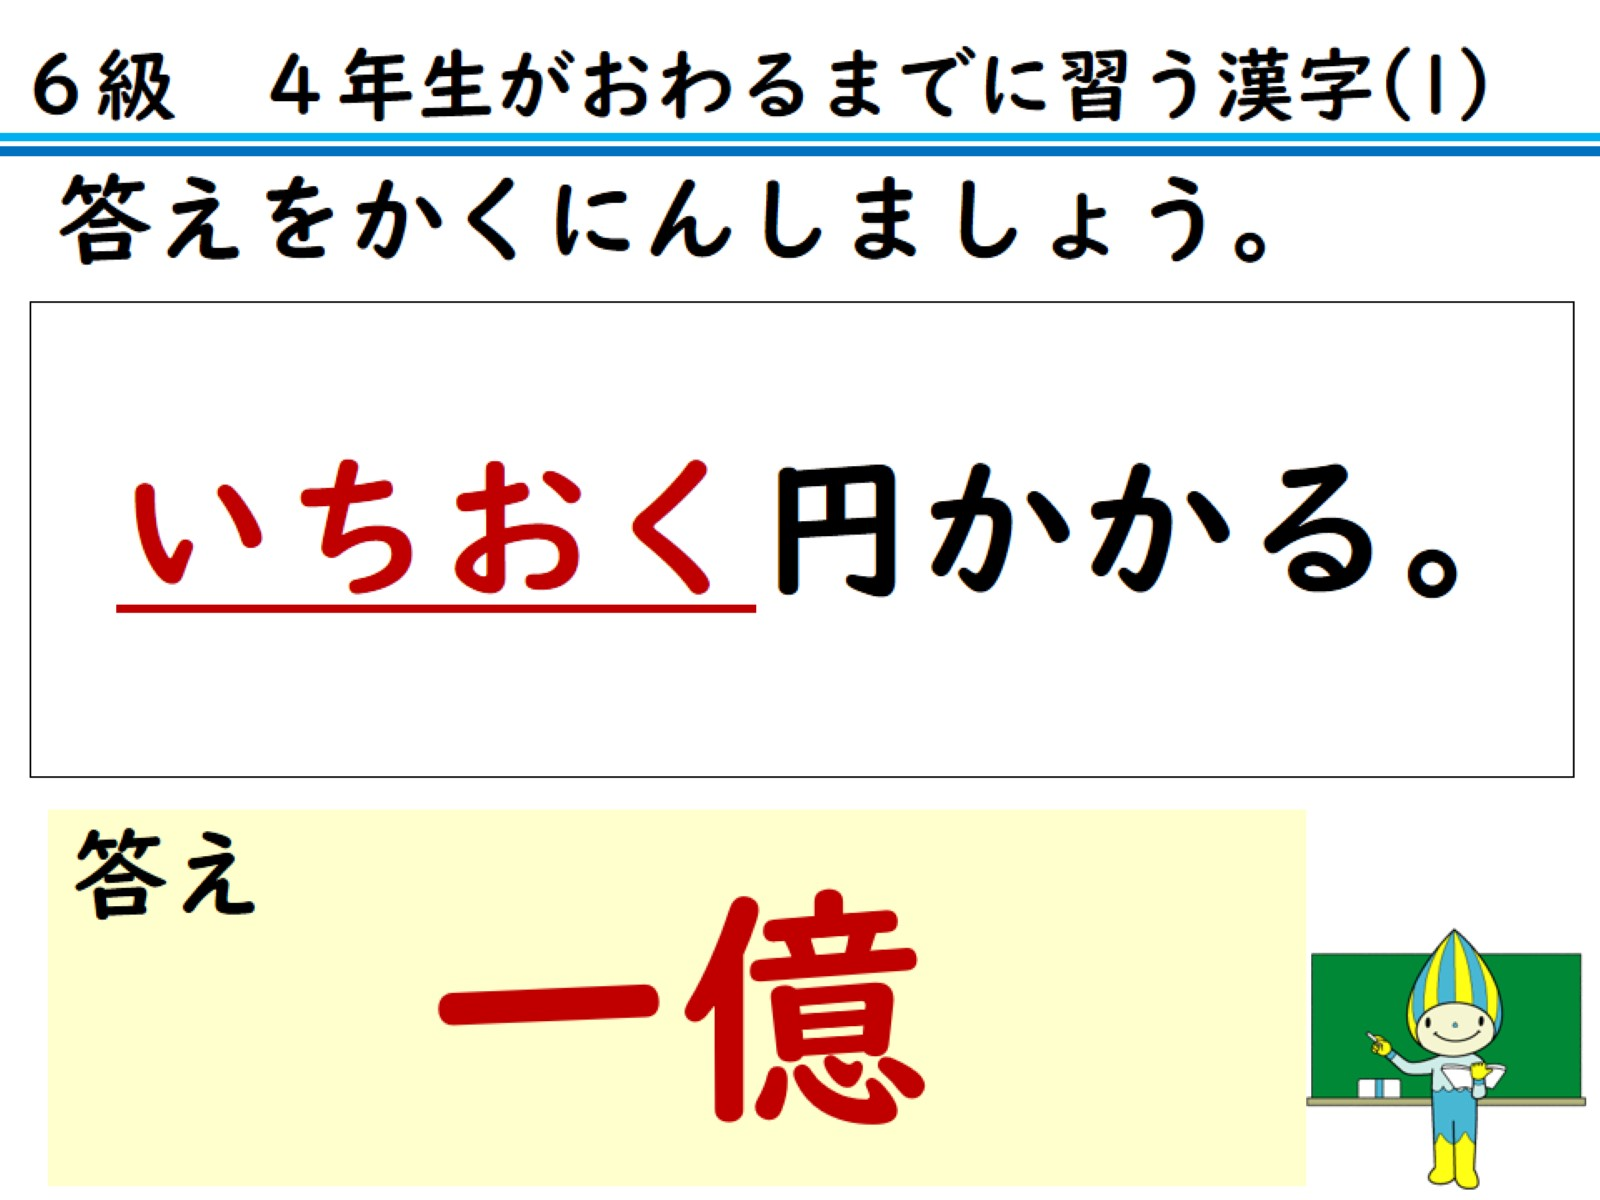 ６級　４年生がおわるまでに習う漢字(1)
答えをかくにんしましょう。
いちおく円かかる。
答え
一億